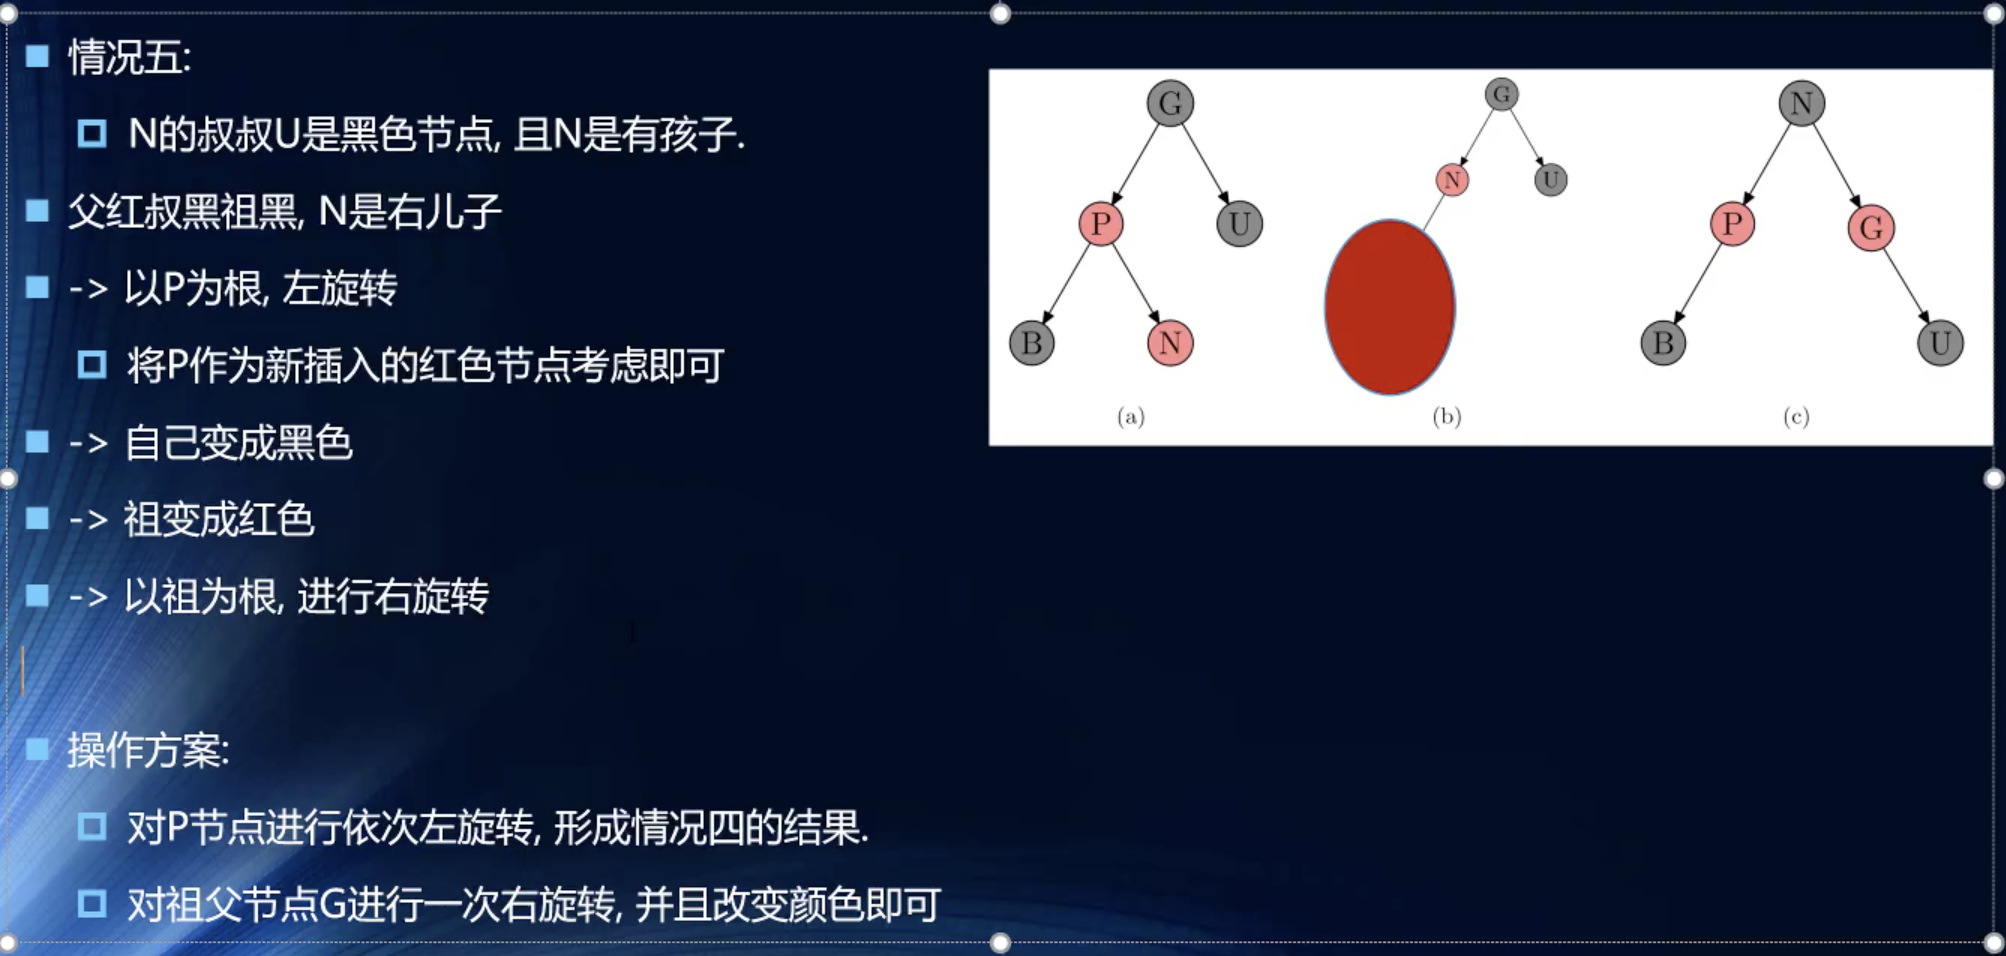 情况五:
N的叔叔U是黑色节点, 且N是有孩子.
父红叔黑祖黑, N是右儿子
-> 以P为根, 左旋转
将P作为新插入的红色节点考虑即可
-> 自己变成黑色
-> 祖变成红色
-> 以祖为根, 进行右旋转
操作方案:
对P节点进行依次左旋转, 形成情况四的结果.
对祖父节点G进行一次右旋转, 并且改变颜色即可
G
P U
B N
(a)
G
N U
(b)
N
P G
B U
(c)